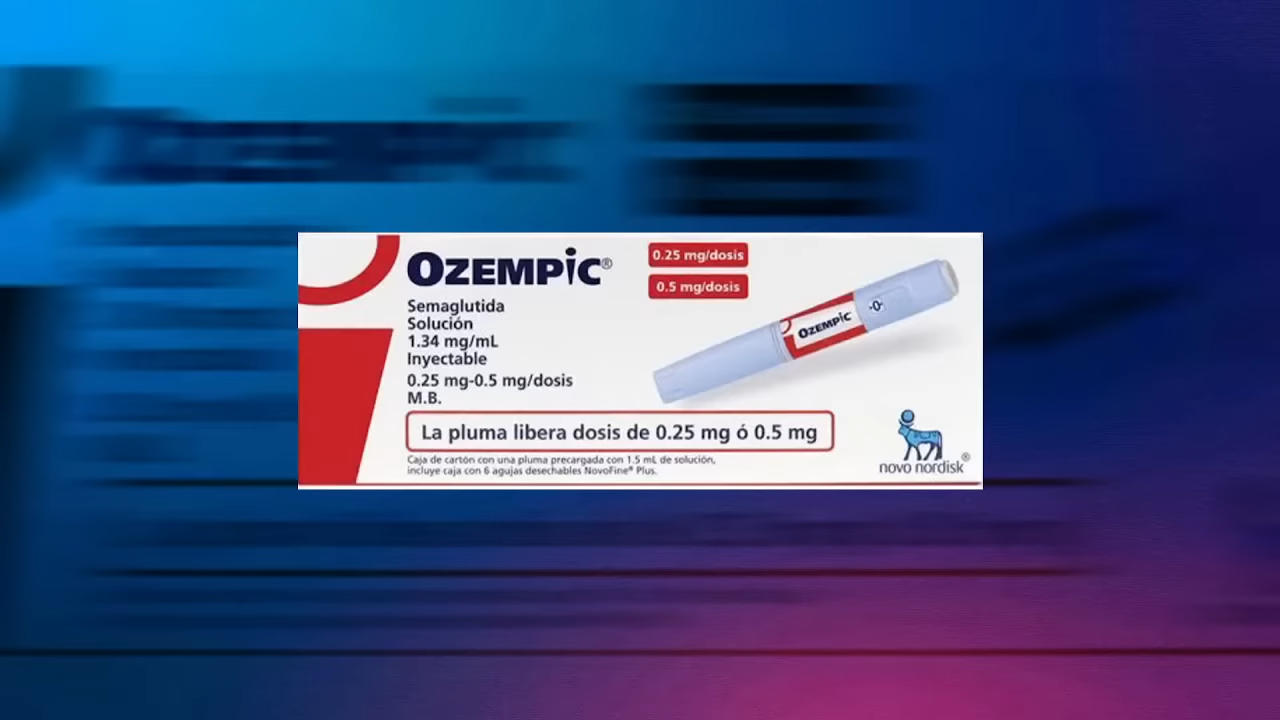 OZEMPIC®
Semaglutida
Solución
1.34 mg/mL
Inyectable
0.25 mg-0.5 mg/dosis
M.B.
0.25 mg/dosis
0.5 mg/dosis
OZEMPIC
-0-
La pluma libera dosis de 0.25 mg ó 0.5 mg
Caja de cartón con una pluma precargada con 1.5 mL de solución,
incluye caja con 6 agujas desechables NovoFine® Plus.
novo nordisk®